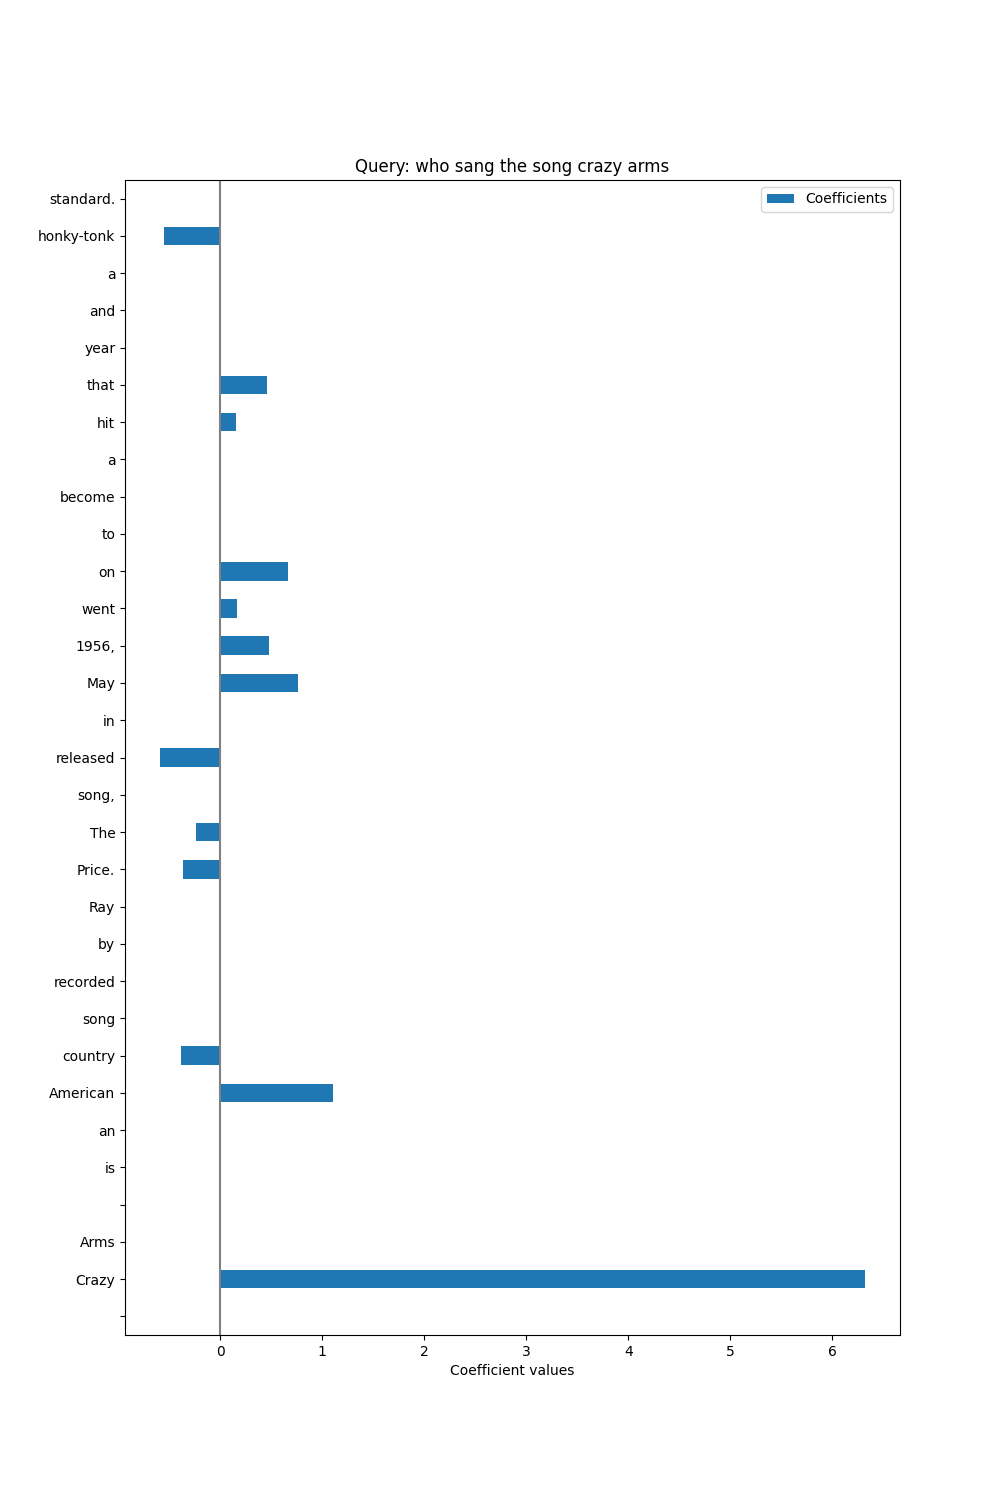 Query: who sang the song crazy arms
Coefficients
standard.
honky-tonk
a
and
year
that
hit
a
become
to
on
went
1956,
May
in
released
song,
The
Price.
Ray
by
recorded
song
country
American
an
is
Arms
Crazy
0 1 2 3 4 5 6
Coefficient values